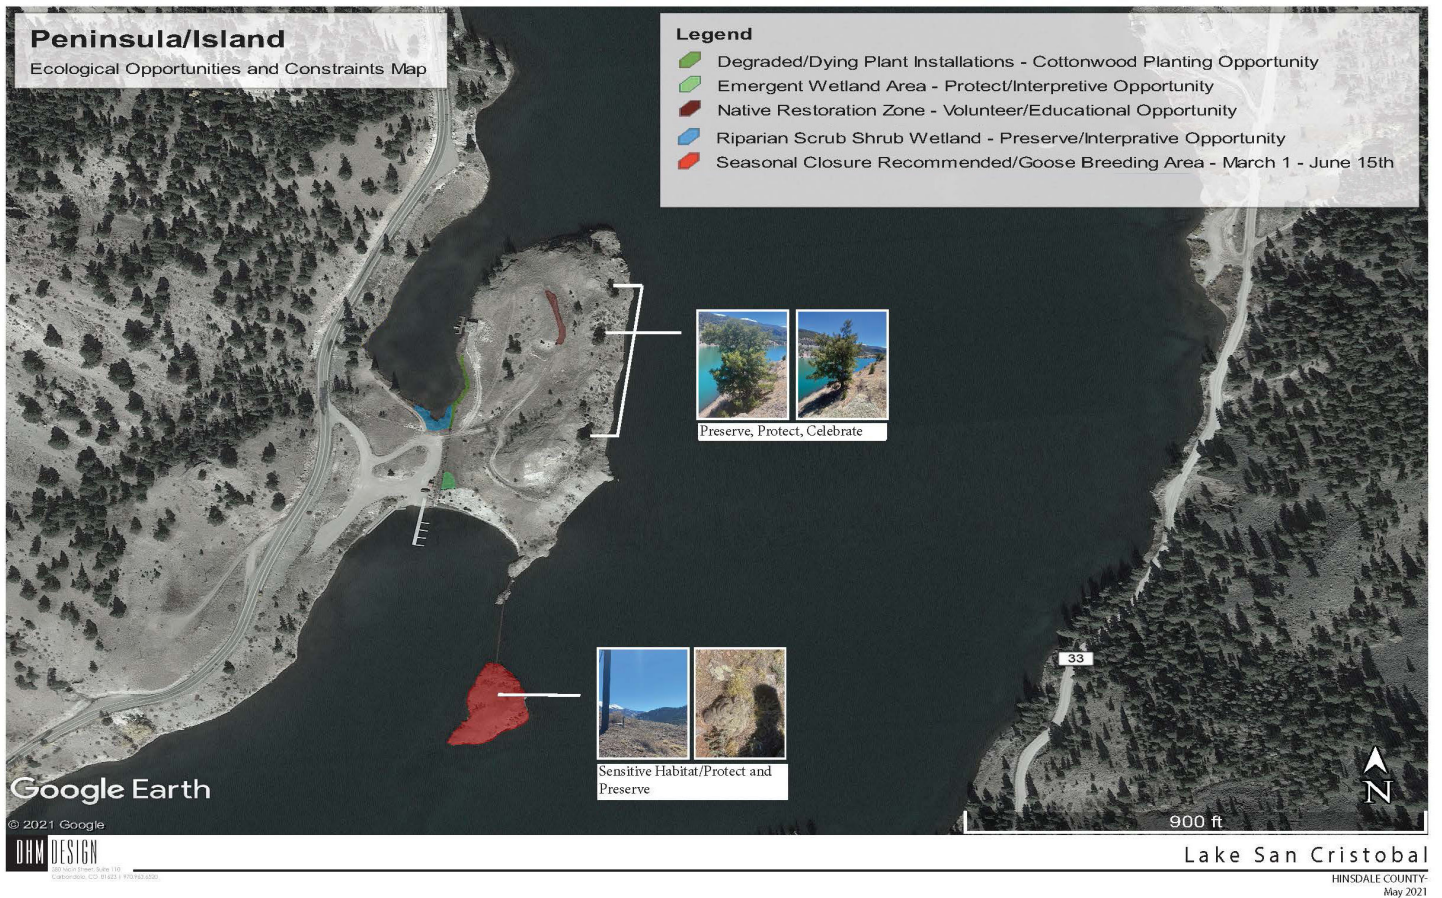 Peninsula/Island
Ecological Opportunities and Constraints Map
Legend
Degraded/Dying Plant Installations - Cottonwood Planting Opportunity
Emergent Wetland Area - Protect/Interpretive Opportunity
Native Restoration Zone - Volunteer/Educational Opportunity
Riparian Scrub Shrub Wetland - Preserve/Interprative Opportunity
Seasonal Closure Recommended/Goose Breeding Area - March 1 - June 15th
Preserve, Protect, Celebrate
33
Sensitive Habitat/Protect and
Preserve
Google Earth
© 2021 Google
N
900 ft
DHM DESIGN
Lake San Cristobal
HINSDALE COUNTY-
May 2021